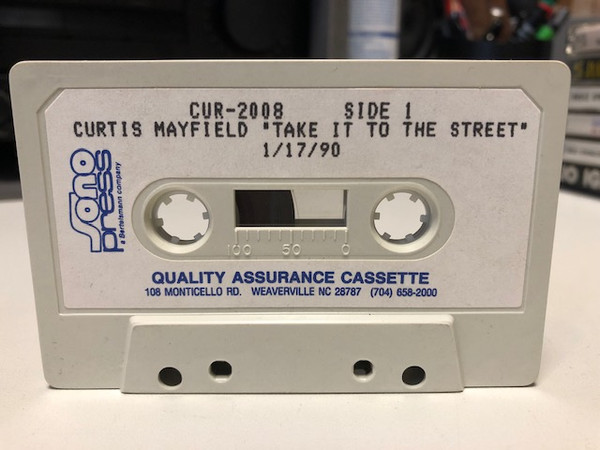 CUR-2008 SIDE 1
CURTIS MAYFIELD "TAKE IT TO THE STREET"
1/17/90
Sono
press
a Bertelsmann company
100 50 0
QUALITY ASSURANCE CASSETTE
108 MONTICELLO RD. WEAVERVILLE NC 28787 (704) 658-2000